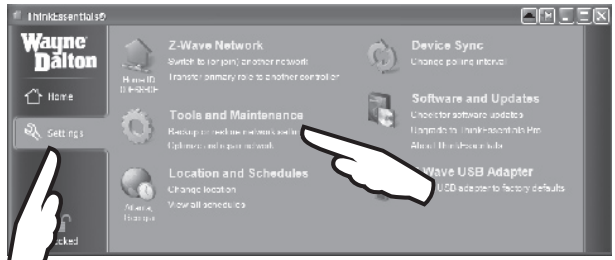 ThinkEssentials®
Wayne
Dalton
Home
Settings
Z-Wave Network
Switch to (or join) another network
Transfer primary role to another controller
Home ID
Tools and Maintenance
Backup or restore network
Optimize and repair network
Location and Schedules
Change location
View all schedules
Atlanta,
Georgia
Device Sync
Change polling interval
Software and Updates
Check for software updates
Upgrade to ThinkEssentials Pro
About ThinkEssentials
Wave USB Adapter
USB adapter to factory defaults